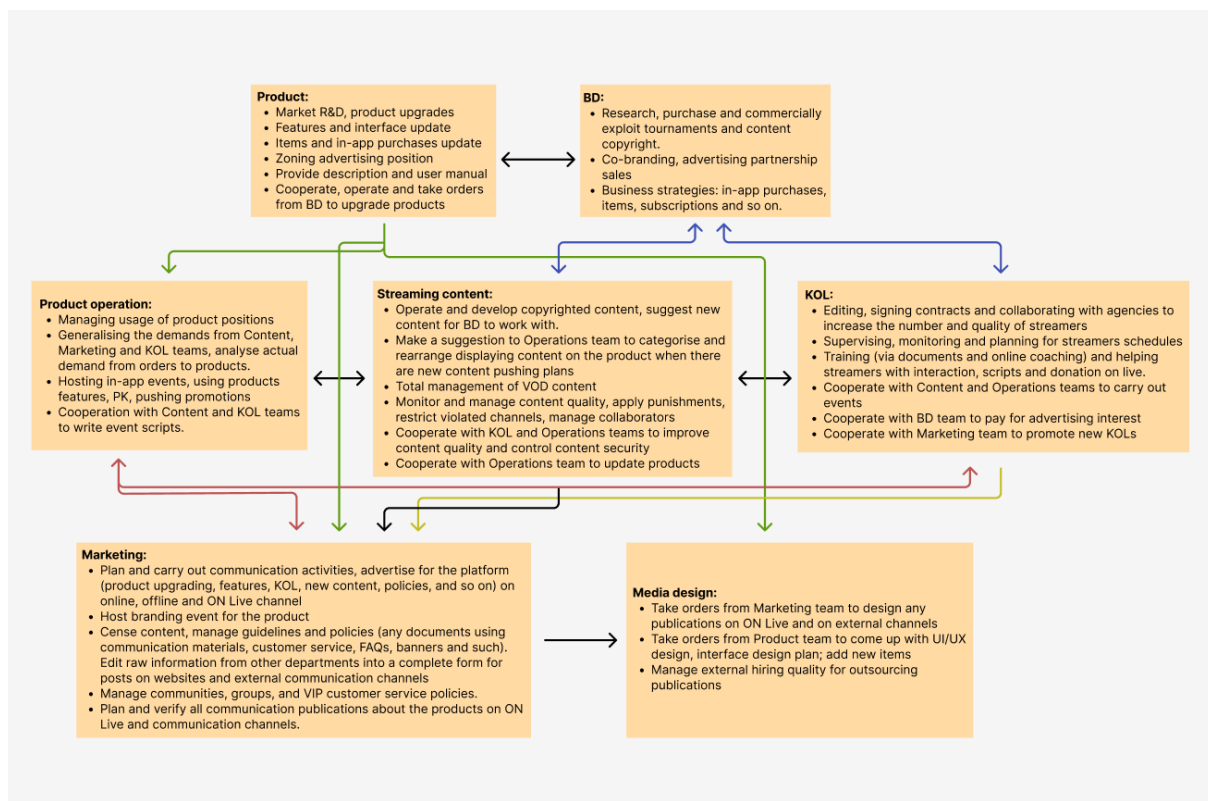 Product:
• Market R&D, product upgrades
• Features and interface update
• Items and in-app purchases update
• Zoning advertising position
• Provide description and user manual
• Cooperate, operate and take orders
from BD to upgrade products
BD:
• Research, purchase and commercially
exploit tournaments and content
copyright.
• Co-branding, advertising partnership
sales
• Business strategies: in-app purchases,
items, subscriptions and so on.
Product operation:
• Managing usage of product positions
• Generalising the demands from Content,
Marketing and KOL teams, analyse actual
demand from orders to products.
• Hosting in-app events, using products
features, PK, pushing promotions
• Cooperation with Content and KOL teams
to write event scripts.
Streaming content:
• Operate and develop copyrighted content, suggest new
content for BD to work with.
• Make a suggestion to Operations team to categorise and
rearrange displaying content on the product when there
are new content pushing plans
• Total management of VOD content
• Monitor and manage content quality, apply punishments,
restrict violated channels, manage collaborators
• Cooperate with KOL and Operations teams to improve
content quality and control content security
• Cooperate with Operations team to update products
KOL:
• Editing, signing contracts and collaborating with agencies to
increase the number and quality of streamers
• Supervising, monitoring and planning for streamers schedules
• Training (via documents and online coaching) and helping
streamers with interaction, scripts and donation on live.
• Cooperate with Content and Operations teams to carry out
events
• Cooperate with BD team to pay for advertising interest
• Cooperate with Marketing team to promote new KOLs
Marketing:
• Plan and carry out communication activities, advertise for the platform
(product upgrading, features, KOL, new content, policies, and so on) on
online, offline and ON Live channel
• Host branding event for the product
• Cense content, manage guidelines and policies (any documents using
communication materials, customer service, FAQs, banners and such).
Edit raw information from other departments into a complete form for
posts on websites and external communication channels
• Manage communities, groups, and VIP customer service policies.
• Plan and verify all communication publications about the products on ON
Live and communication channels.
Media design:
• Take orders from Marketing team to design any
publications on ON Live and on external channels
• Take orders from Product team to come up with UI/UX
design, interface design plan; add new items
• Manage external hiring quality for outsourcing
publications